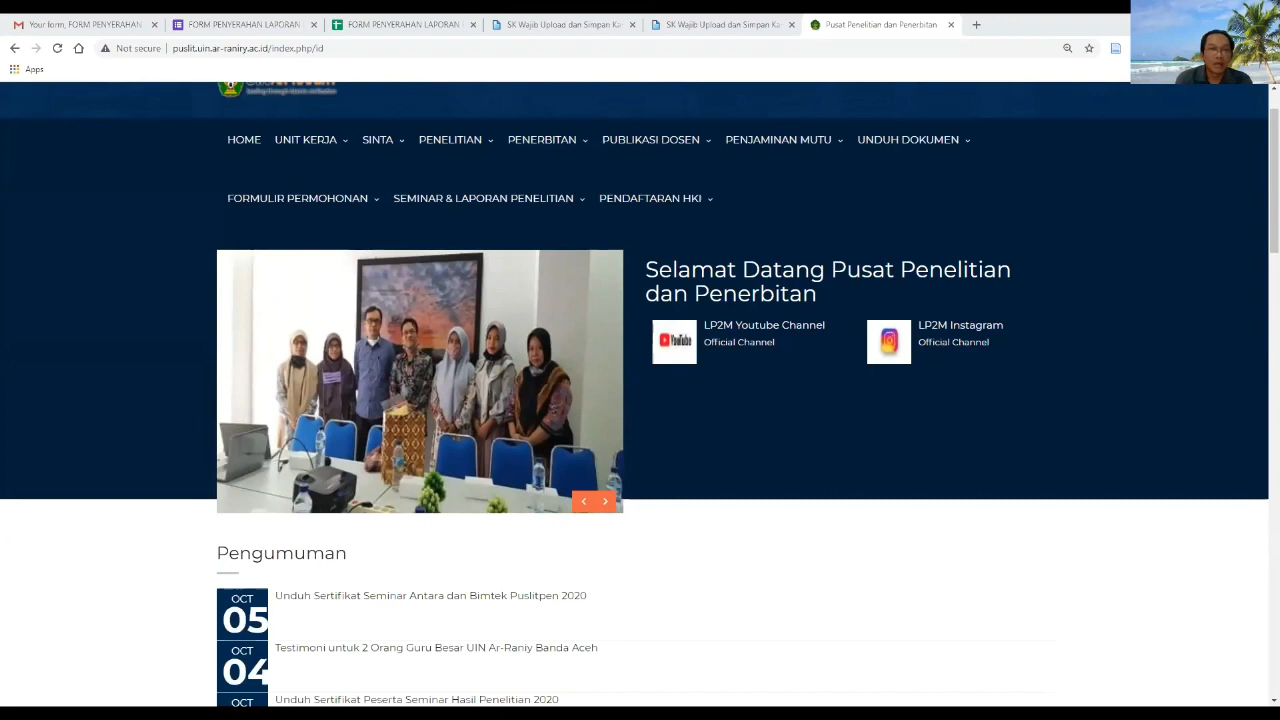 Your form, FORM PENYERAHAN
FORM PENYERAHAN LAPORAN
FORM PENYERAHAN LAPORAN
SK Wajib Upload dan Simpan Ka
SK Wajib Upload dan Simpan Ka
Pusat Penelitian dan Penerbitan
Not secure
puslit.uin.ar-raniry.ac.id/index.php/id
Apps
HOME UNIT KERJA SINTA PENELITIAN PENERBITAN PUBLIKASI DOSEN PENJAMINAN MUTU UNDUH DOKUMEN
FORMULIR PERMOHONAN SEMINAR & LAPORAN PENELITIAN PENDAFTARAN HKI
Selamat Datang Pusat Penelitian
dan Penerbitan
YouTube
LP2M Youtube Channel
Official Channel
LP2M Instagram
Official Channel
Pengumuman
OCT
05
Unduh Sertifikat Seminar Antara dan Bimtek Puslitpen 2020
OCT
04
Testimoni untuk 2 Orang Guru Besar UIN Ar-Raniy Banda Aceh
OCT
Unduh Sertifikat Peserta Seminar Hasil Penelitian 2020